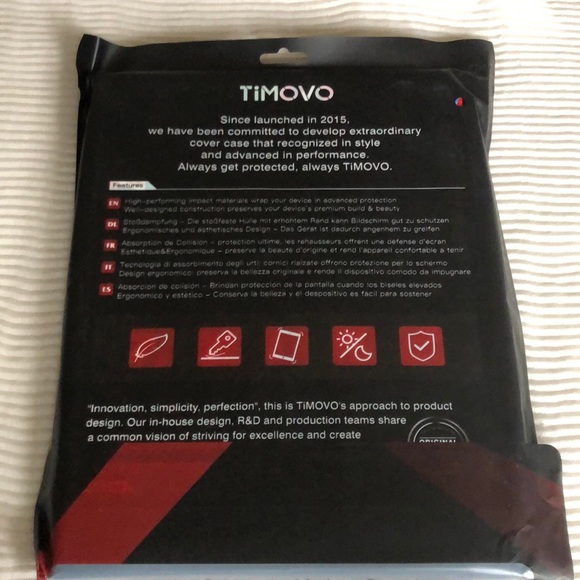 TiMOVO
Since launched in 2015,
we have been committed to develop extraordinary
cover case that recognized in style
and advanced in performance.
Always get protected, always TiMOVO.
Features
EN High-performing impact materials wrap your device in advanced protection
Well-designed construction preserves your device's premium build & beauty
DE Stoßdämpfung – Die stoßfeste Hülle mit erhöhtem Rand kann Bildschirm gut zu schützen
Ergonomisches und ästhetisches Design – Das Gerät ist dadurch angenehm zu greifen
FR Absorption de Collision – protection ultime, les rehausseurs offrent une défense d'écran
Esthétique&Ergonomique – préserve la beauté d'origine et rend l'appareil confortable à tenir
IT Tecnologia di assorbimento degli urti: cornici rialzate offrono protezione per lo schermo
Design ergonomico: preserva la bellezza originale e rende il dispositivo comodo da impugnare
ES Absorción de colisión – Brindan protección de la pantalla cuando los biseles elevados
Ergonómico y estético – Conserva la belleza y el dispositivo es fácil para sostener
"Innovation, simplicity, perfection", this is TiMOVO's approach to product
design. Our in-house design, R&D and production teams share
a common vision of striving for excellence and create
ORIGINAL